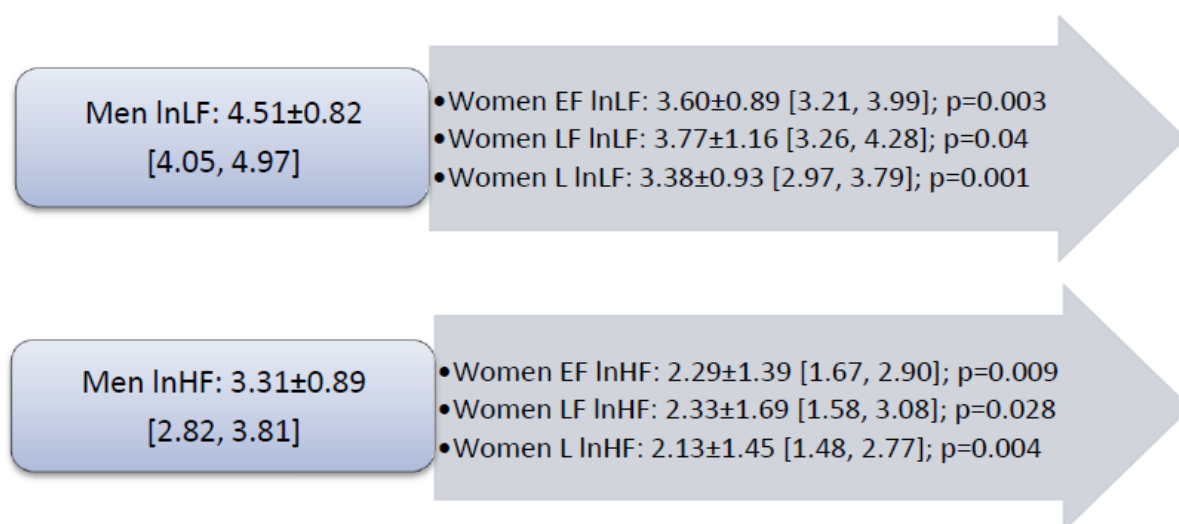 Men lnLF: 4.51±0.82
[4.05, 4.97]
•Women EF lnLF: 3.60±0.89 [3.21, 3.99]; p=0.003
•Women LF lnLF: 3.77±1.16 [3.26, 4.28]; p=0.04
•Women L lnLF: 3.38±0.93 [2.97, 3.79]; p=0.001
Men lnHF: 3.31±0.89
[2.82, 3.81]
•Women EF lnHF: 2.29±1.39 [1.67, 2.90]; p=0.009
•Women LF lnHF: 2.33±1.69 [1.58, 3.08]; p=0.028
•Women L lnHF: 2.13±1.45 [1.48, 2.77]; p=0.004